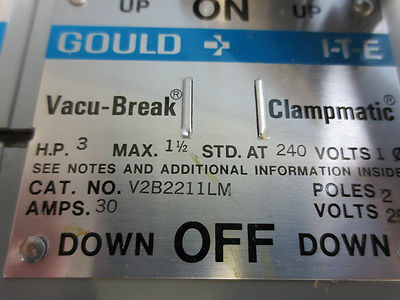 UP ON UP
GOULD I-T-E
Vacu-Break® Clampmatic®
H.P. 3 MAX. 1½ STD. AT 240 VOLTS 1 Ø
SEE NOTES AND ADDITIONAL INFORMATION INSIDE
CAT. NO. V2B2211LM POLES 2
AMPS. 30 VOLTS
DOWN OFF DOWN